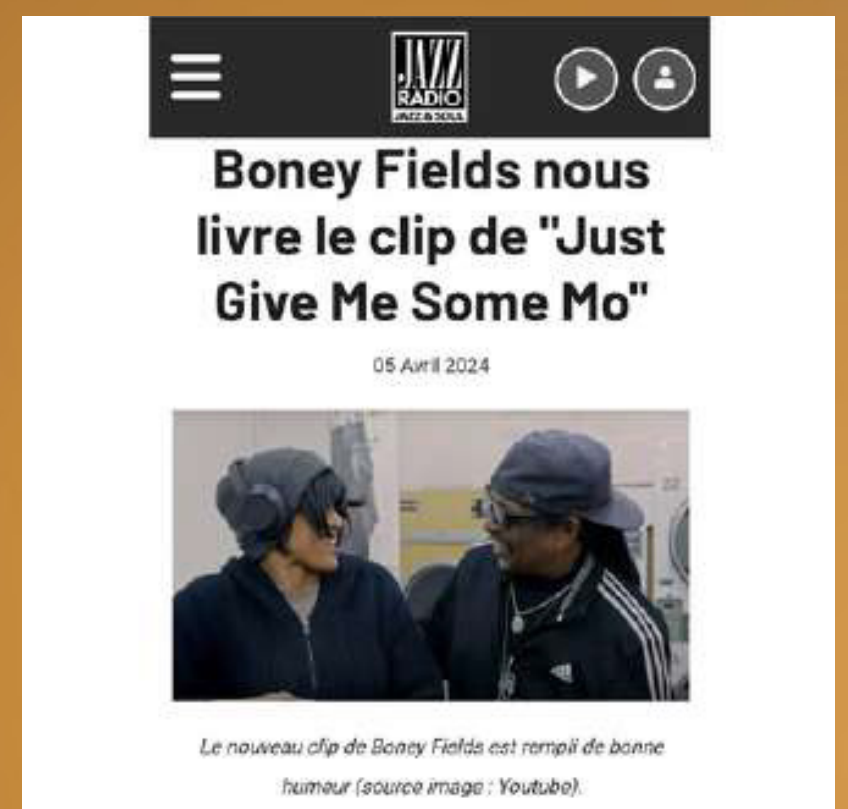 JAZZ
RADIO
JAZZ & SOUL
Boney Fields nous
livre le clip de "Just
Give Me Some Mo"
05 Avril 2024
22
Le nouveau clip de Boney Fields est rempli de bonne
humeur (source image : Youtube).